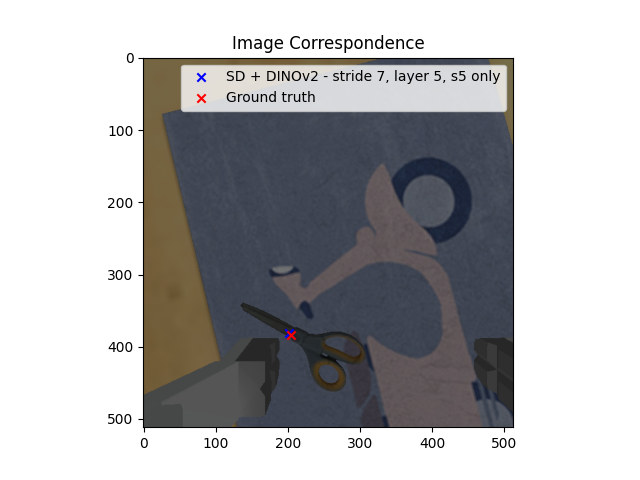 Image Correspondence
SD + DINOv2 - stride 7, layer 5, s5 only
Ground truth
0
100
200
300
400
500
0 100 200 300 400 500